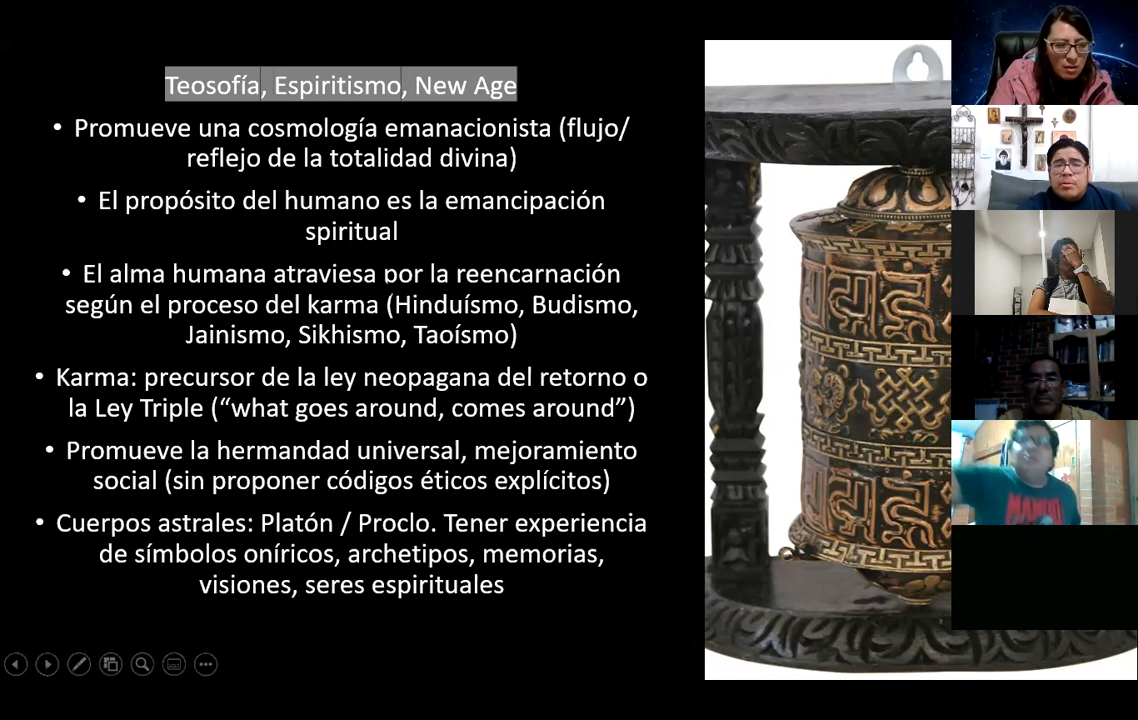 Teosofía, Espiritismo, New Age
• Promueve una cosmología emanacionista (flujo/
reflejo de la totalidad divina)
• El propósito del humano es la emancipación
spiritual
• El alma humana atraviesa por la reencarnación
según el proceso del karma (Hinduísmo, Budismo,
Jainismo, Sikhismo, Taoísmo)
• Karma: precursor de la ley neopagana del retorno o
la Ley Triple (“what goes around, comes around”)
• Promueve la hermandad universal, mejoramiento
social (sin proponer códigos éticos explícitos)
• Cuerpos astrales: Platón / Proclo. Tener experiencia
de símbolos oníricos, archetipos, memorias,
visiones, seres espirituales